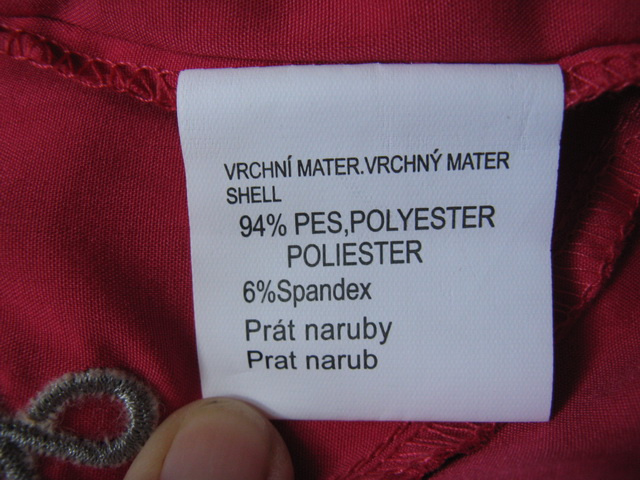 VRCHNÍ MATER.VRCHNÝ MATER
SHELL
94% PES,POLYESTER
POLIESTER
6%Spandex
Prát naruby
Prat narub